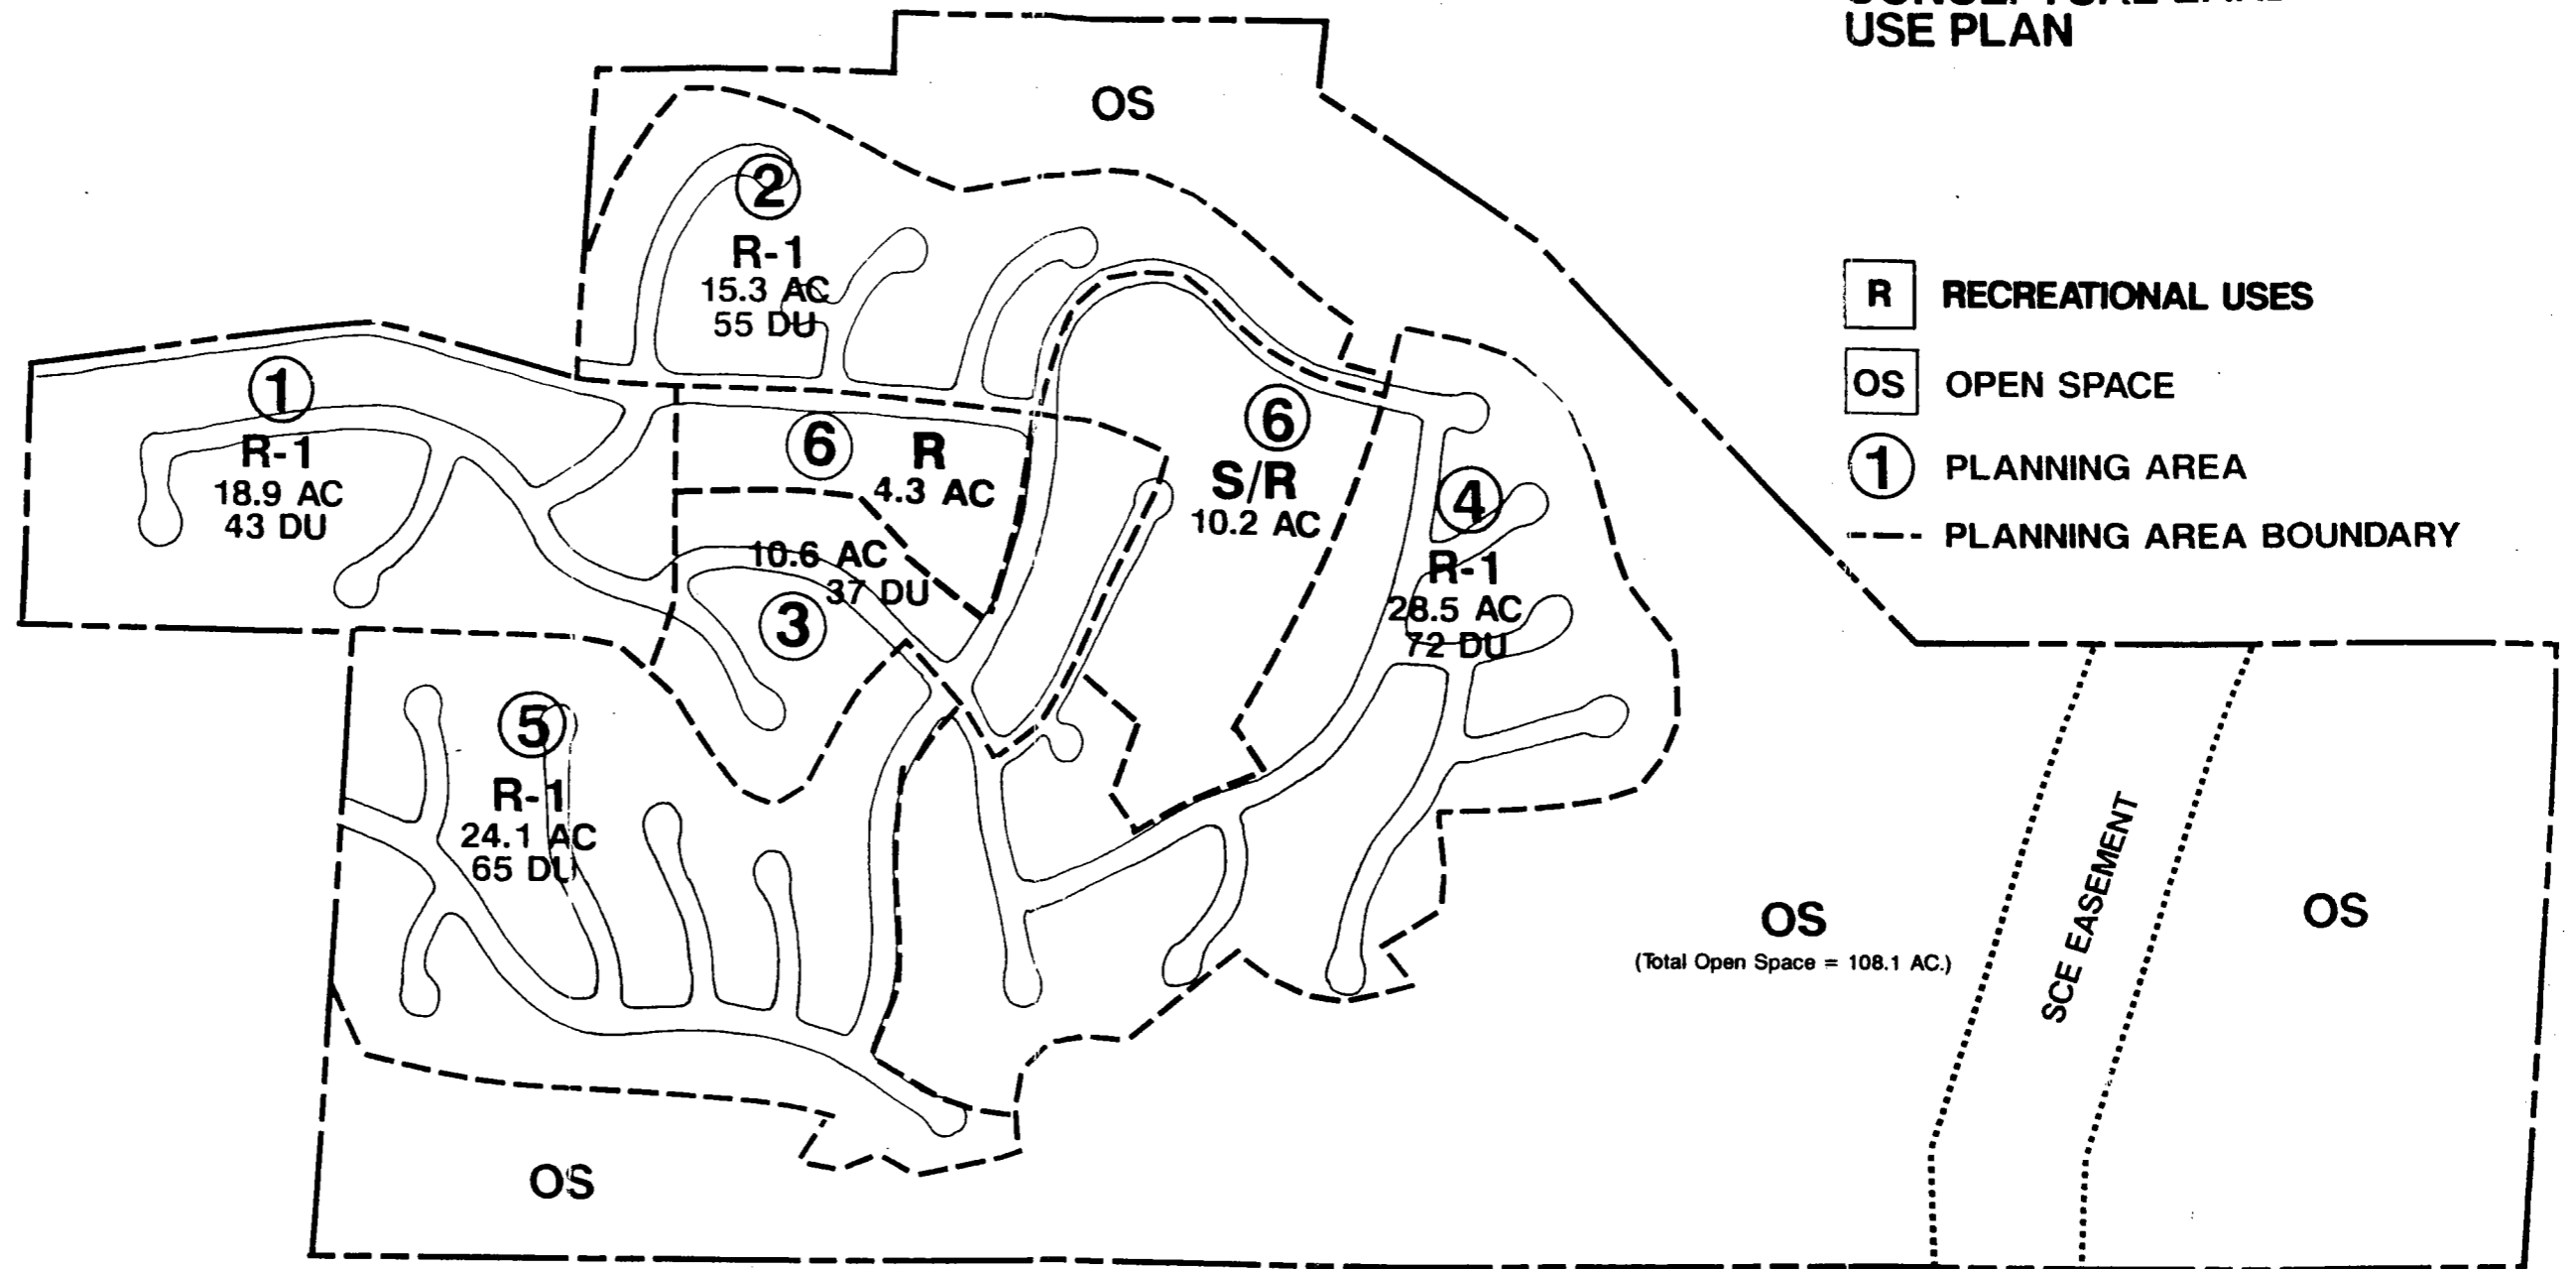 USE PLAN
OS
2
R-1
15.3 AC
55 DU
R RECREATIONAL USES
OS OPEN SPACE
1 PLANNING AREA
PLANNING AREA BOUNDARY
1
R-1
18.9 AC
43 DU
6 R
4.3 AC
6
S/R
10.2 AC
4
R-1
28.5 AC
72 DU
10.6 AC
37 DU
3
5
R-1
24.1 AC
65 DU
OS
(Total Open Space = 108.1 AC.)
SCE EASEMENT
OS
OS